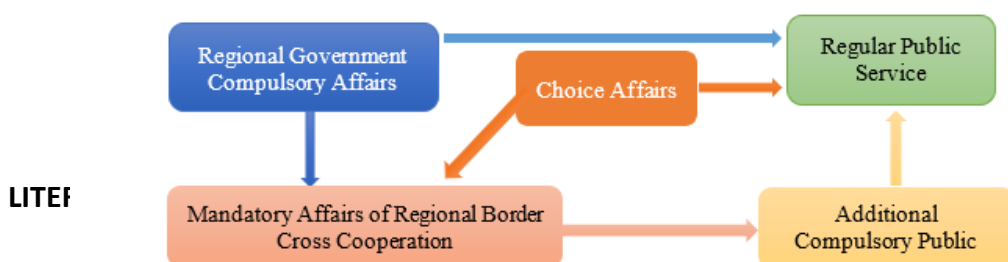 Regional Government
Compulsory Affairs
Choice Affairs
Regular Public
Service
Mandatory Affairs of Regional Border
Cross Cooperation
Additional
Compulsory Public